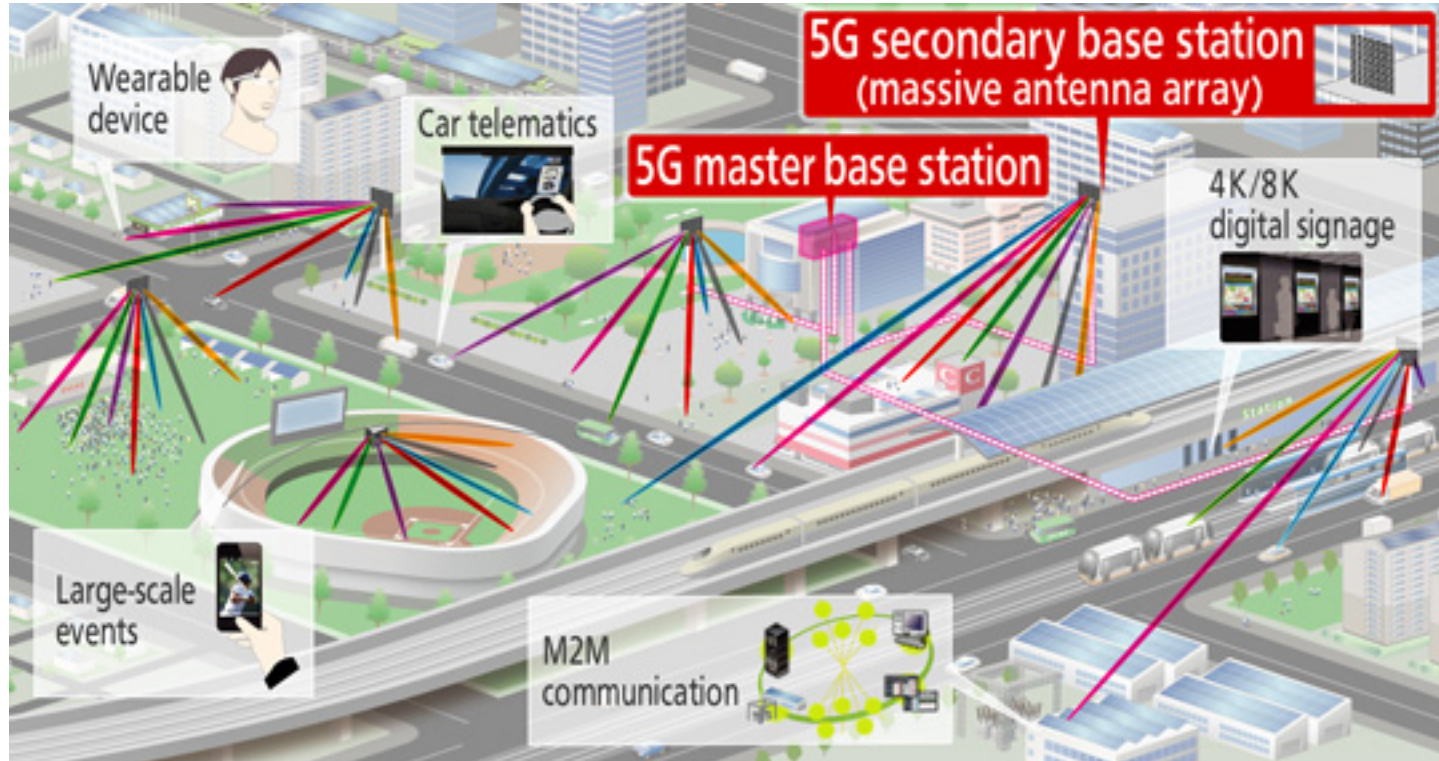 5G secondary base station
(massive antenna array)
Wearable
device
Car telematics
5G master base station
4K/8K
digital signage
C C
Station
Large-scale
events
M2M
communication